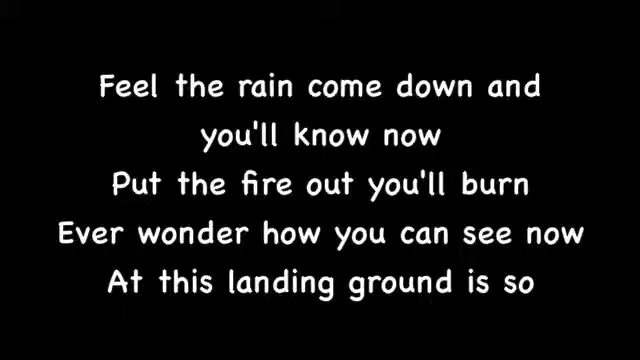 Feel the rain come down and
you'll know now
Put the fire out you'll burn
Ever wonder how you can see now
At this landing ground is so